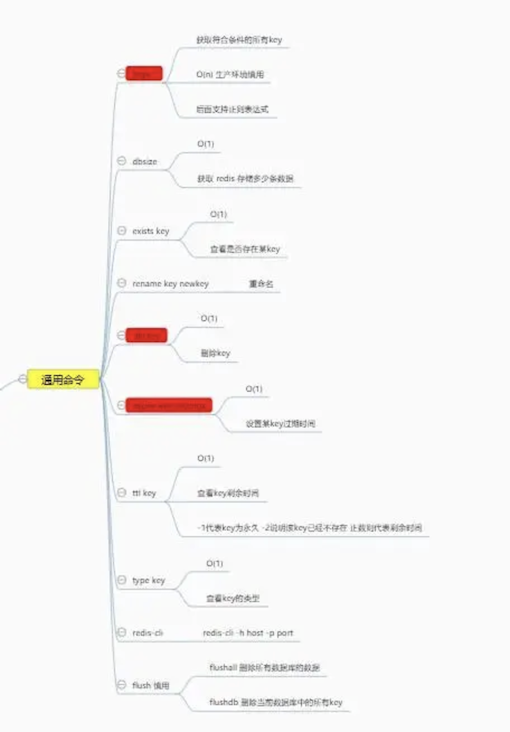 通用命令
keys
获取符合条件的所有key
O(n) 生产环境慎用
后面支持正则表达式
dbsize
O(1)
获取 redis 存储多少条数据
exists key
O(1)
查看是否存在某key
rename key newkey
重命名
del key
O(1)
删除key
O(1)
设置某key过期时间
ttl key
O(1)
查看key剩余时间
-1代表key为永久 -2说明该key已经不存在 正数则代表剩余时间
type key
O(1)
查看key的类型
redis-cli
redis-cli -h host -p port
flush 慎用
flushall 删除所有数据库的数据
flushdb 删除当前数据库中的所有key